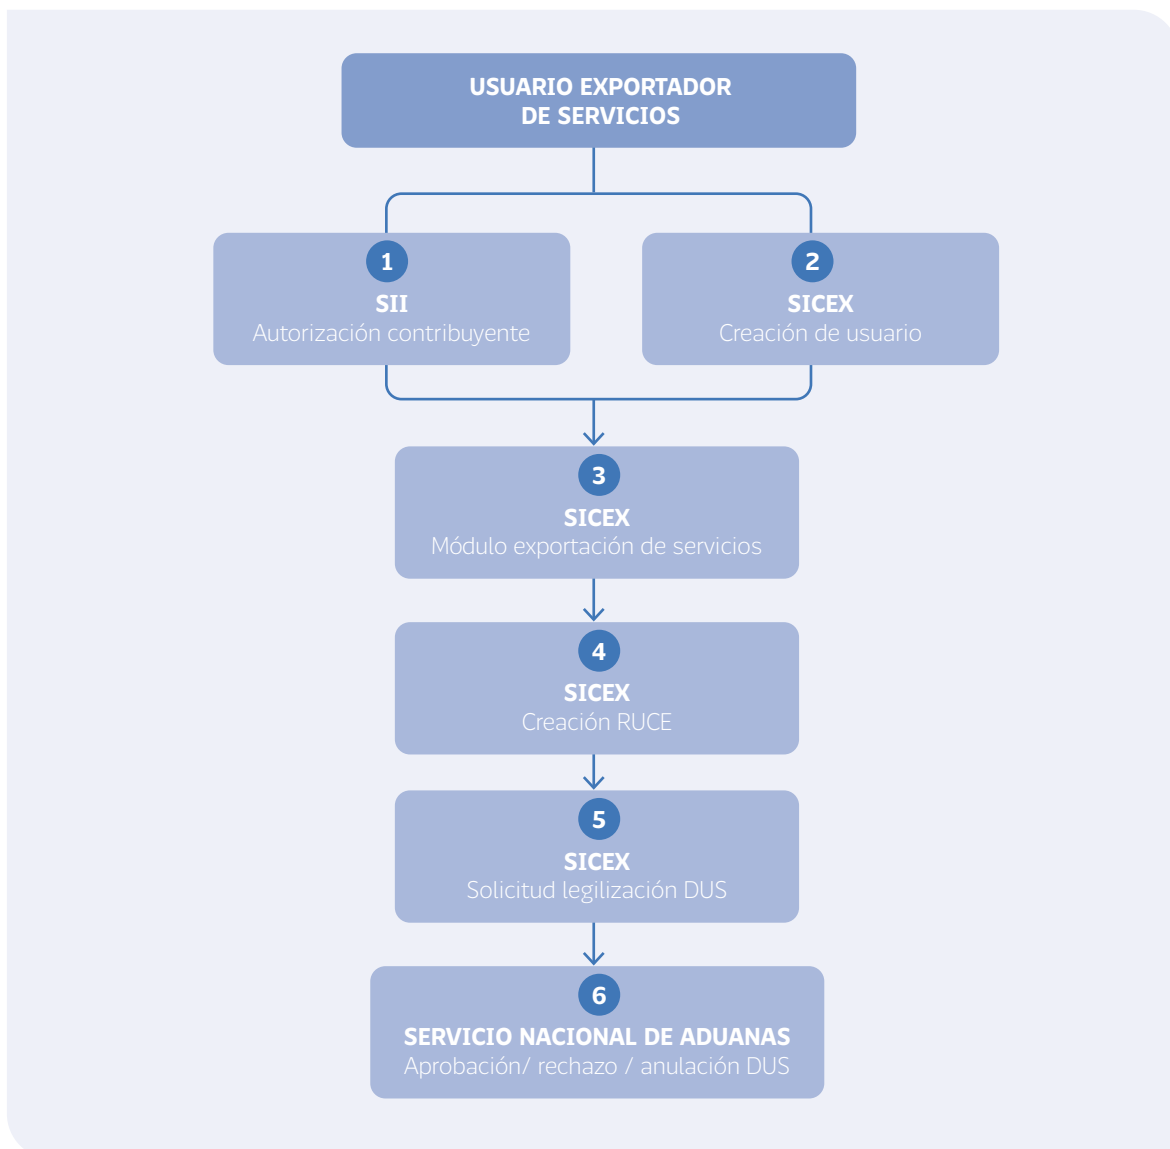 USUARIO EXPORTADOR
DE SERVICIOS
1
SII
Autorización contribuyente
2
SICEX
Creación de usuario
3
SICEX
Módulo exportación de servicios
4
SICEX
Creación RUCE
5
SICEX
Solicitud legilización DUS
6
SERVICIO NACIONAL DE ADUANAS
Aprobación/ rechazo / anulación DUS